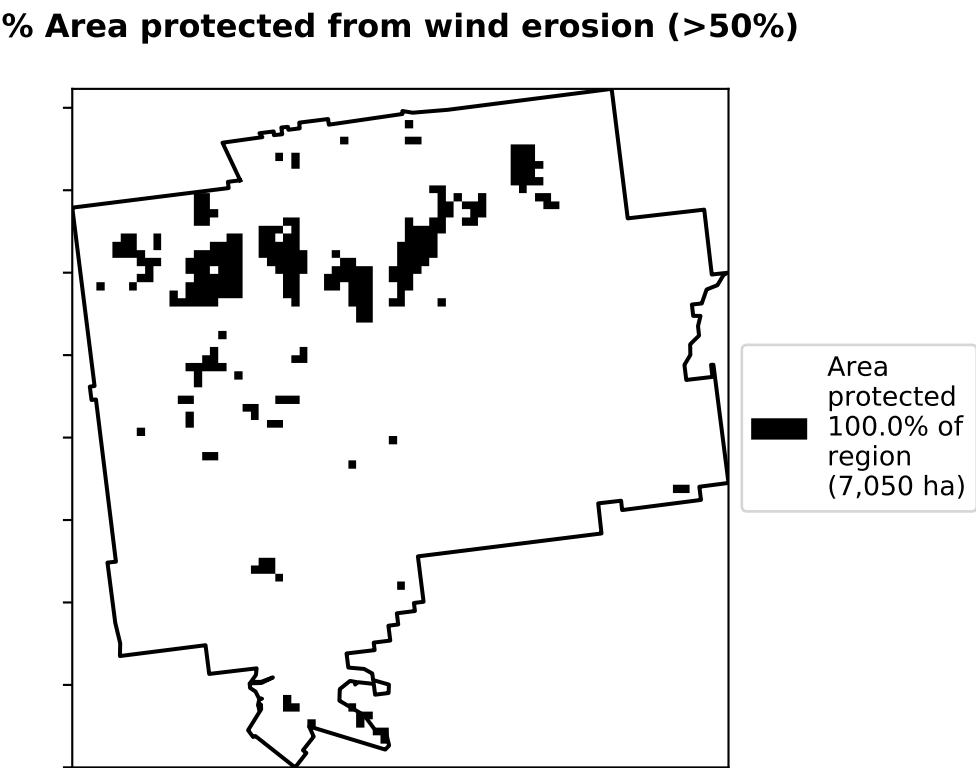 % Area protected from wind erosion (>50%)
Area
protected
100.0% of
region
(7,050 ha)